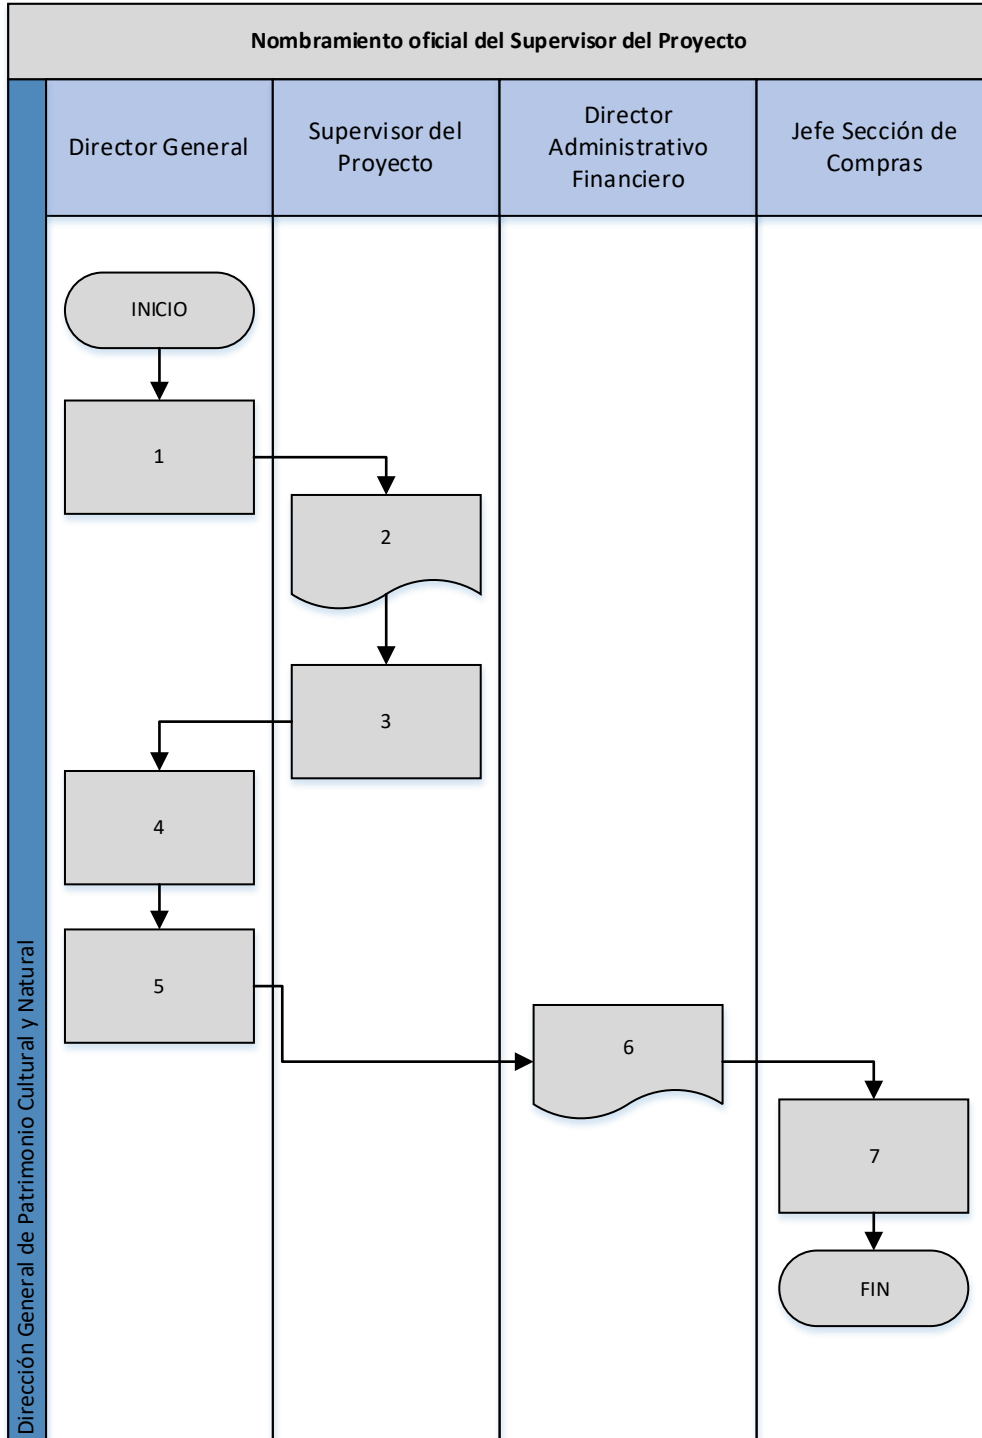 Nombramiento oficial del Supervisor del Proyecto
Director General
Supervisor del
Proyecto
Director
Administrativo
Financiero
Jefe Sección de
Compras
INICIO
1
2
3
4
5
6
7
FIN
Dirección General de Patrimonio Cultural y Natural